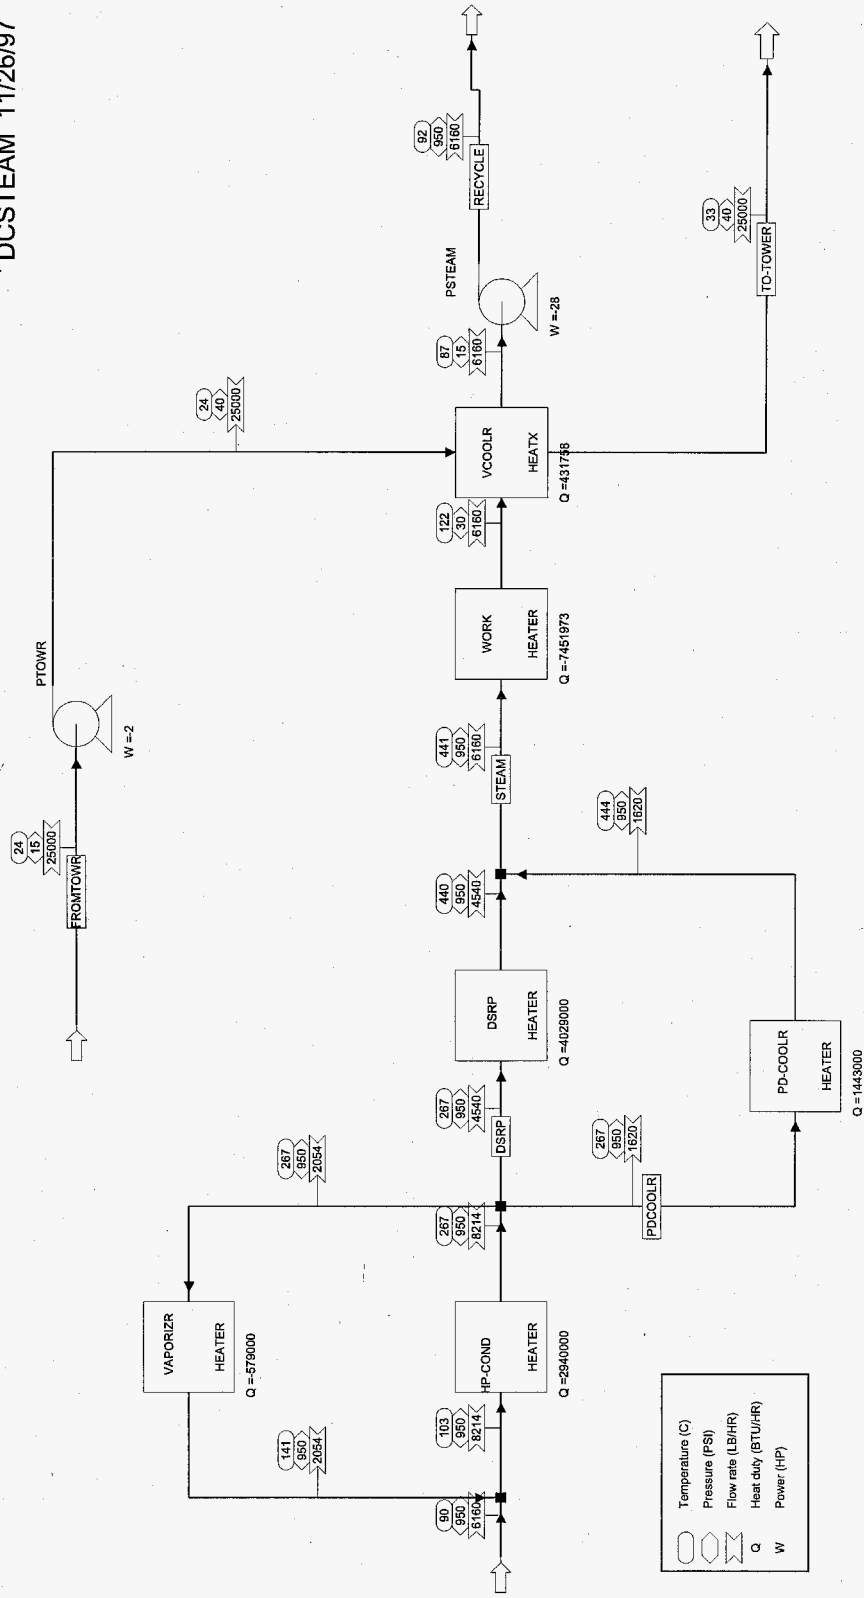 DCSTEAM 11/26/97
24
15
25000
FROMTOWR
W =-2
PTOWR
24
40
25000
VAPORIZR
HEATER
Q =-579000
141
950
2054
267
950
2054
90
950
6160
103
950
8214
HP-COND
HEATER
Q =2940000
267
950
8214
DSRP
267
950
4540
DSRP
HEATER
Q =4029000
440
950
4540
STEAM
441
950
6160
WORK
HEATER
Q =-7451973
122
30
6160
VCOOLR
HEATX
Q =431758
87
15
6160
PSTEAM
W =-28
RECYCLE
92
950
6160
PDCOOLR
267
950
1620
PD-COOLR
HEATER
Q =1443000
444
950
1620
TO-TOWER
33
40
25000
Temperature (C)
Pressure (PSI)
Flow rate (LB/HR)
Q Heat duty (BTU/HR)
W Power (HP)